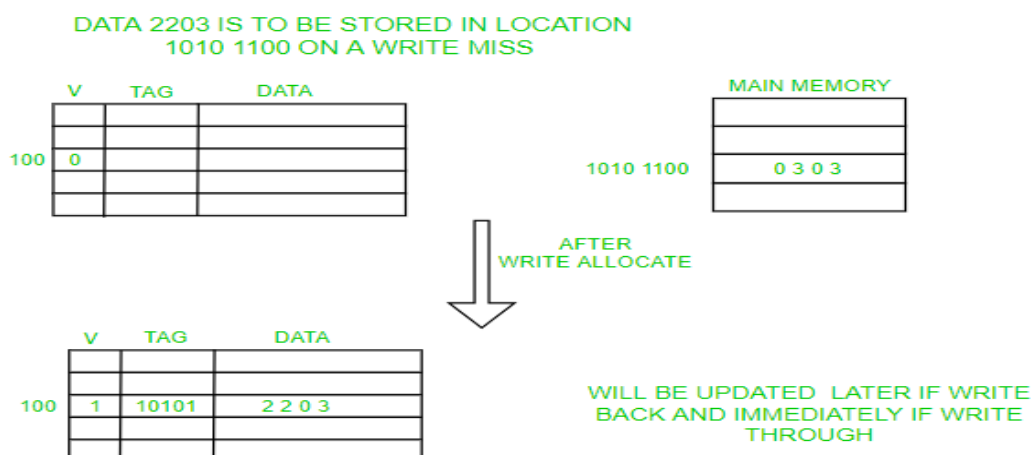 DATA 2203 IS TO BE STORED IN LOCATION
1010 1100 ON A WRITE MISS
V TAG DATA
MAIN MEMORY
100 0
1010 1100 0 3 0 3
AFTER
WRITE ALLOCATE
V TAG DATA
100 1 10101 2 2 0 3
WILL BE UPDATED LATER IF WRITE
BACK AND IMMEDIATELY IF WRITE
THROUGH